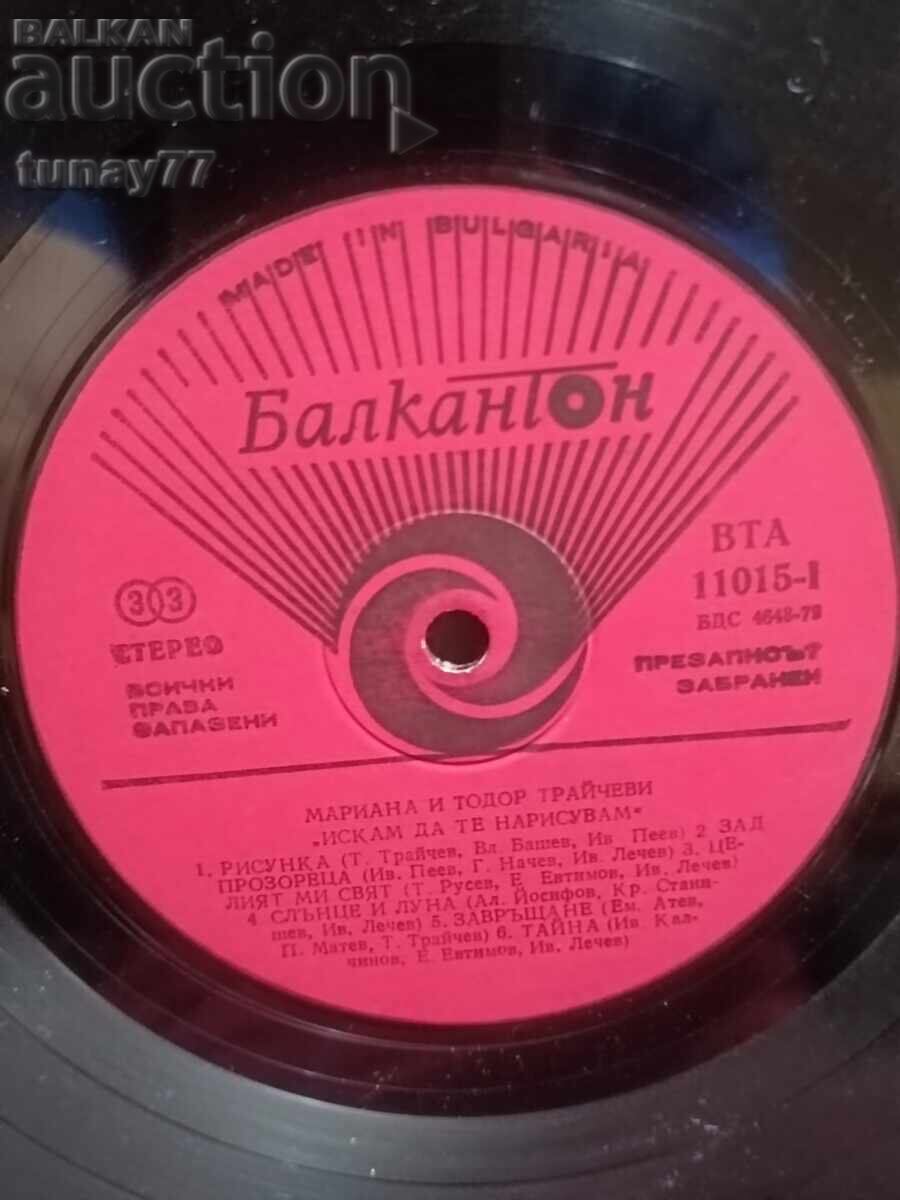 BALKAN
auction
tunay77
MADE IN BULGARIA
Балкантон
ВТА
11015-I
БДС 4648-78
33
СТЕРЕО
ВСИЧКИ
ПРАВА
ЗАПАЗЕНИ
ПРЕЗАПИСЪТ
ЗАБРАНЕН
МАРИАНА И ТОДОР ТРАЙЧЕВИ
„ИСКАМ ДА ТЕ НАРИСУВАМ“
1. РИСУНКА (Т. Трайчев, Вл. Башев, Ив. Пеев) 2 ЗАД
ПРОЗОРЕЦА (Ив. Пеев, Г. Начев, Ив. Лечев) 3. ЦЕ-
ЛИЯТ МИ СВЯТ (Т. Русев, Е. Евтимов, Ив. Лечев)
4. СЛЪНЦЕ И ЛУНА (Ал. Йосифов, Кр. Стани-
шев, Ив. Лечев) 5. ЗАВРЪЩАНЕ (Ем. Атев,
П. Матев, Т. Трайчев) 6. ТАЙНА (Ив. Кал-
чинов, Е. Евтимов, Ив. Лечев)